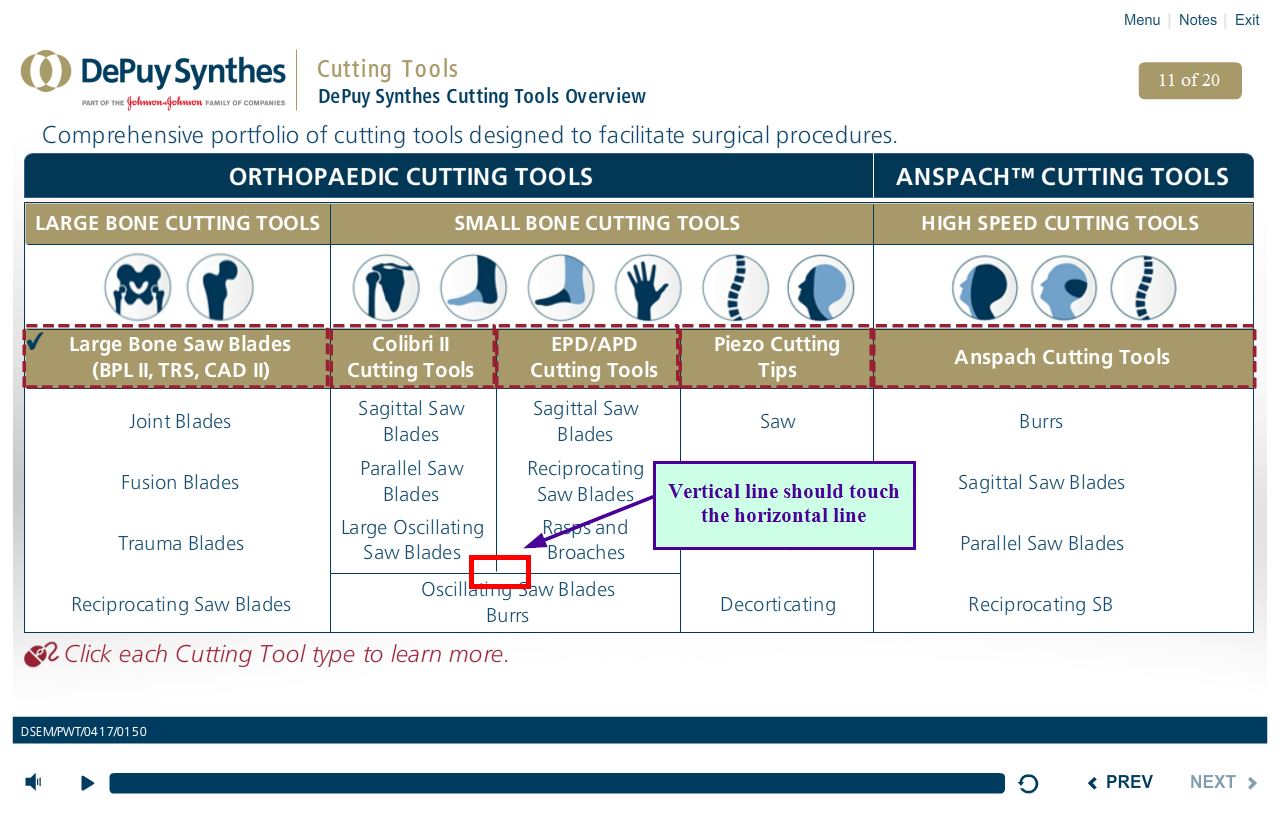 Menu | Notes | Exit
DePuy Synthes
PART OF THE Johnson & Johnson FAMILY OF COMPANIES
Cutting Tools
DePuy Synthes Cutting Tools Overview
11 of 20
Comprehensive portfolio of cutting tools designed to facilitate surgical procedures.
ORTHOPAEDIC CUTTING TOOLS
ANSPACH™ CUTTING TOOLS
LARGE BONE CUTTING TOOLS
SMALL BONE CUTTING TOOLS
HIGH SPEED CUTTING TOOLS
Large Bone Saw Blades
(BPL II, TRS, CAD II)
Colibri II
Cutting Tools
EPD/APD
Cutting Tools
Piezo Cutting
Tips
Anspach Cutting Tools
Joint Blades
Fusion Blades
Trauma Blades
Reciprocating Saw Blades
Sagittal Saw
Blades
Parallel Saw
Blades
Large Oscillating
Saw Blades
Sagittal Saw
Blades
Reciprocating
Saw Blades
Rasps and
Broaches
Oscillating Saw Blades
Burrs
Saw
Decorticating
Burrs
Sagittal Saw Blades
Parallel Saw Blades
Reciprocating SB
Vertical line should touch
the horizontal line
Click each Cutting Tool type to learn more.
DSEM/PWT/0417/0150
PREV
NEXT